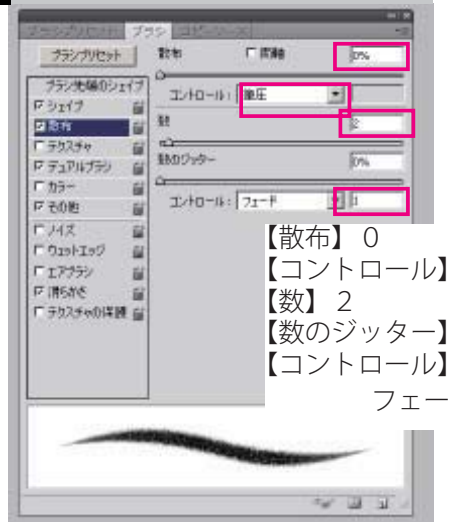 ブラシプリセット ブラシ コピーソース
ブラシプリセット 散布 両軸 0%
ブラシ先端のシェイプ
シェイプ コントロール: 筆圧
散布 数 2
テクスチャ
デュアルブラシ 数のジッター 0%
カラー
その他 コントロール: フェード
ノイズ
ウェットエッジ
エアブラシ
滑らかさ
テクスチャの保護
【散布】 0
【コントロール】
【数】 2
【数のジッター】
【コントロール】
フェー